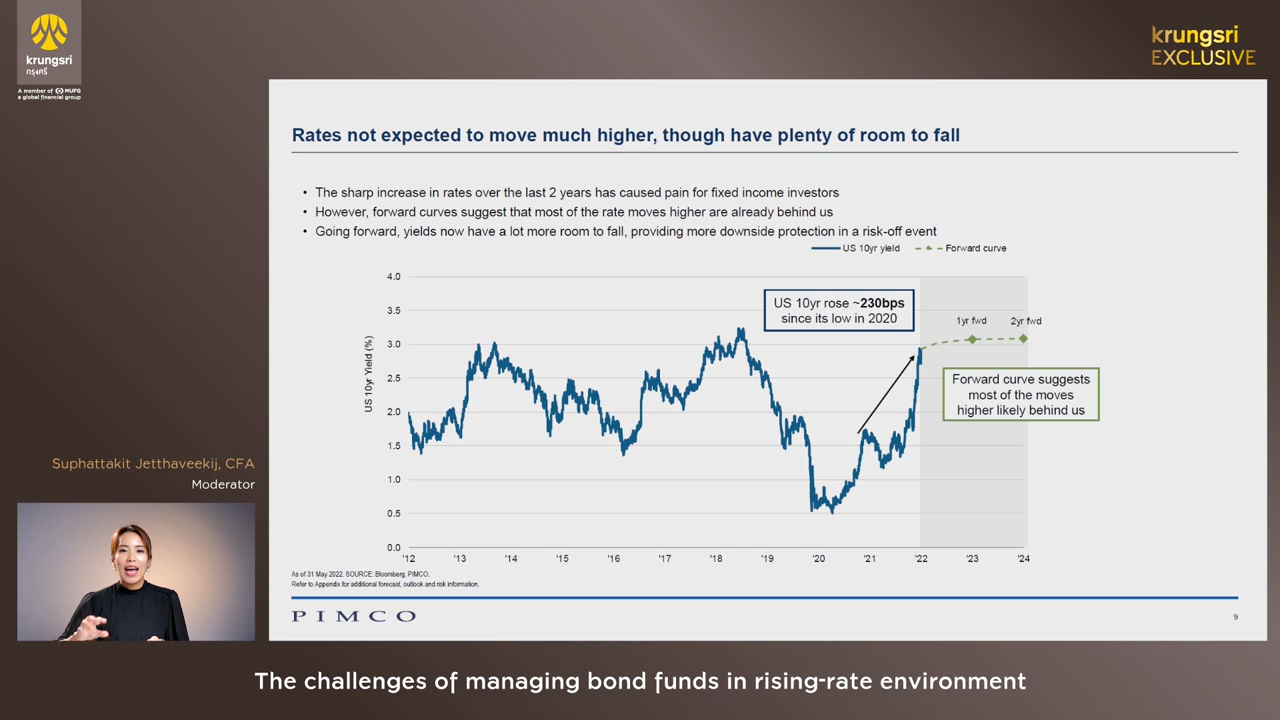 krungsri
กรุงศรี
A member of MUFG
a global financial group
krungsri
EXCLUSIVE
Rates not expected to move much higher, though have plenty of room to fall
• The sharp increase in rates over the last 2 years has caused pain for fixed income investors
• However, forward curves suggest that most of the rate moves higher are already behind us
• Going forward, yields now have a lot more room to fall, providing more downside protection in a risk-off event
US 10yr yield
Forward curve
US 10yr Yield (%)
4.0
3.5
3.0
2.5
2.0
1.5
1.0
0.5
0.0
'12 '13 '14 '15 '16 '17 '18 '19 '20 '21 '22 '23 '24
US 10yr rose ~230bps
since its low in 2020
1yr fwd
2yr fwd
Forward curve suggests
most of the moves
higher likely behind us
As of 31 May 2022. SOURCE: Bloomberg, PIMCO.
Refer to Appendix for additional forecast, outlook and risk information.
PIMCO
9
Suphattakit Jetthaveekij, CFA
Moderator
The challenges of managing bond funds in rising-rate environment